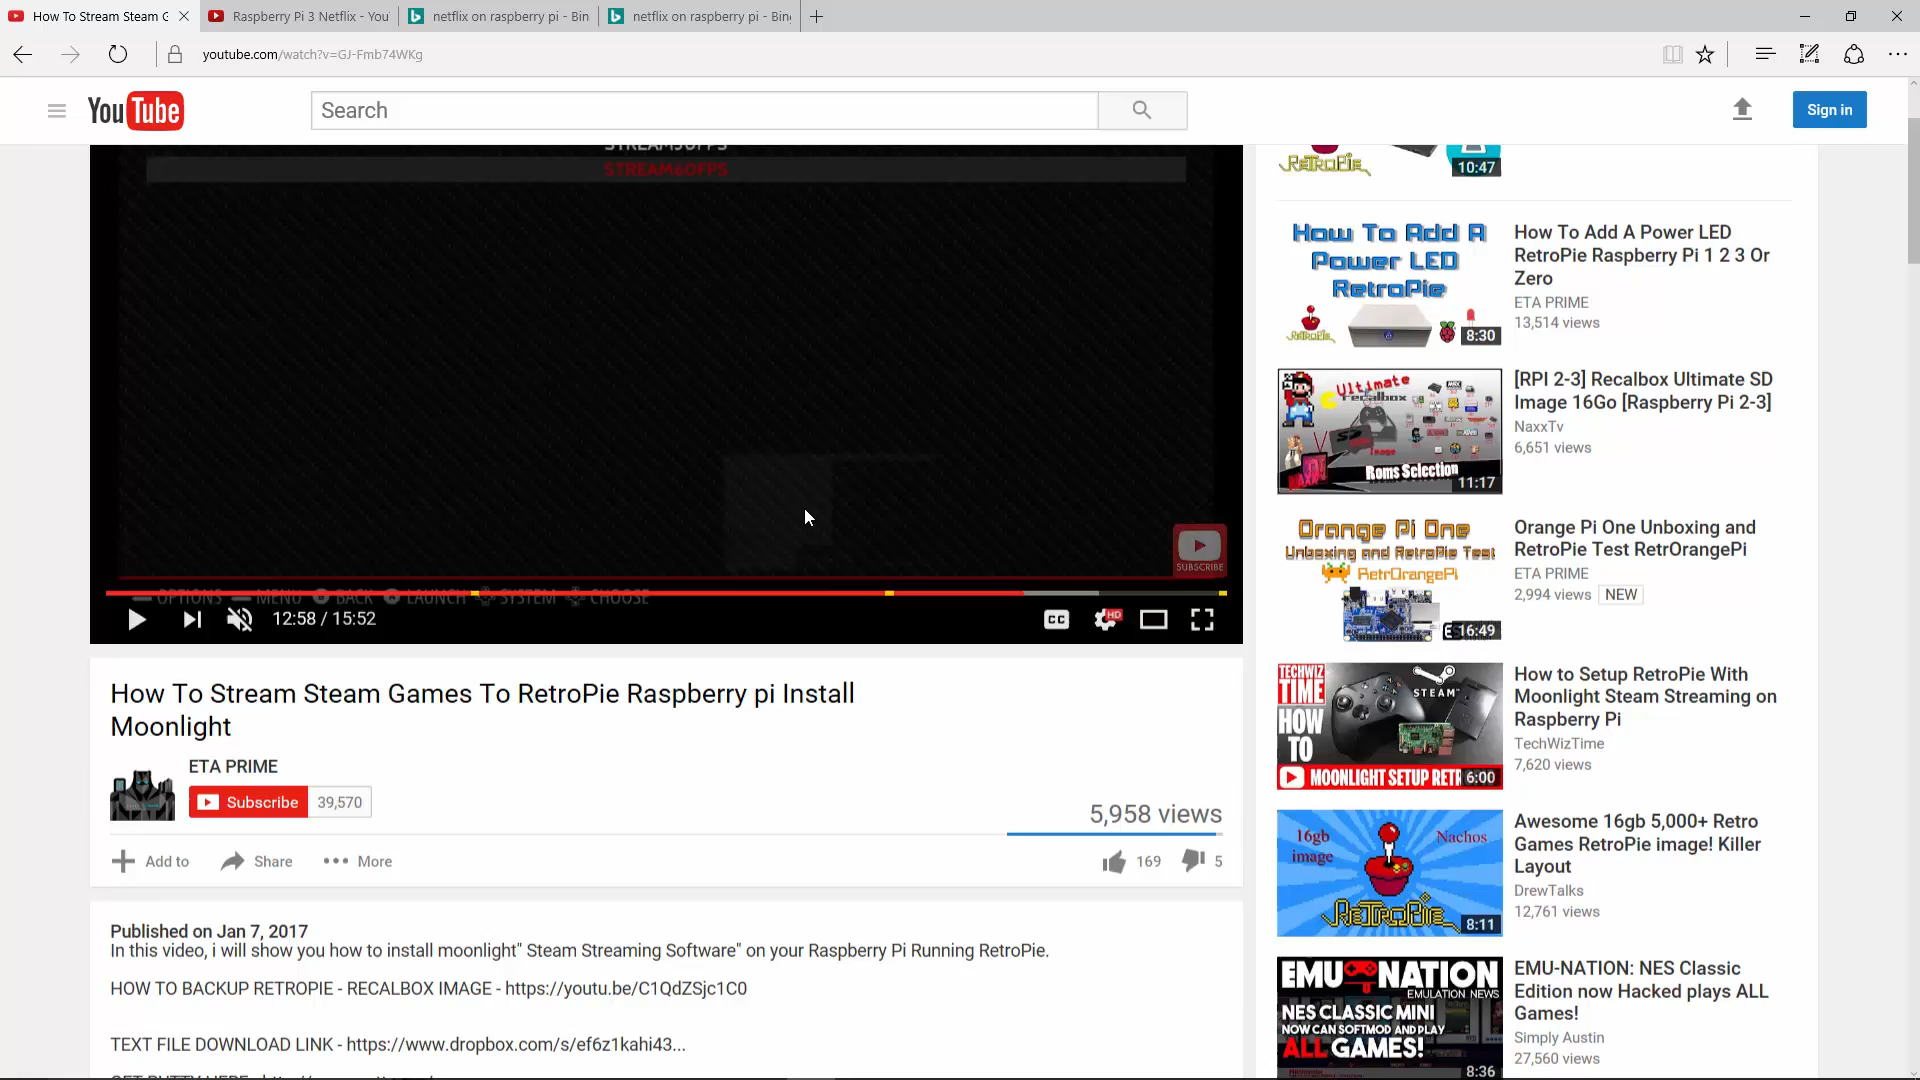 How To Stream Steam G
Raspberry Pi 3 Netflix - You
netflix on raspberry pi - Bin
netflix on raspberry pi - Bin
youtube.com/watch?v=GJ-Fmb74WKg
YouTube
Search
Sign in
STREAM60FPS
OPTIONS MENU BACK LAUNCH SYSTEM CHOOSE
SUBSCRIBE
12:58 / 15:52
CC
HD
How To Stream Steam Games To RetroPie Raspberry pi Install
Moonlight
ETA PRIME
Subscribe 39,570
5,958 views
Add to
Share
More
169
5
Published on Jan 7, 2017
In this video, i will show you how to install moonlight" Steam Streaming Software" on your Raspberry Pi Running RetroPie.
HOW TO BACKUP RETROPIE - RECALBOX IMAGE - https://youtu.be/C1QdZSjc1C0
TEXT FILE DOWNLOAD LINK - https://www.dropbox.com/s/ef6z1kahi43...
RETROPIE
10:47
How To Add A
Power LED
RetroPie
RETROPIE
8:30
How To Add A Power LED
RetroPie Raspberry Pi 1 2 3 Or
Zero
ETA PRIME
13,514 views
Ultimate
recalbox
SD
Image
Roms Selection
11:17
[RPI 2-3] Recalbox Ultimate SD
Image 16Go [Raspberry Pi 2-3]
NaxxTv
6,651 views
Orange Pi One
Unboxing and RetroPie Test
RetrOrangePi
16:49
Orange Pi One Unboxing and
RetroPie Test RetrOrangePi
ETA PRIME
2,994 views NEW
TECHWIZ
TIME
HOW
TO
STEAM
MOONLIGHT SETUP RETR
6:00
How to Setup RetroPie With
Moonlight Steam Streaming on
Raspberry Pi
TechWizTime
7,620 views
16gb
image
Nachos
RETROPIE
8:11
Awesome 16gb 5,000+ Retro
Games RetroPie image! Killer
Layout
DrewTalks
12,761 views
EMU NATION
EMULATION NEWS
NES CLASSIC MINI
NOW CAN SOFTMOD AND PLAY
ALL GAMES!
8:36
EMU-NATION: NES Classic
Edition now Hacked plays ALL
Games!
Simply Austin
27,560 views